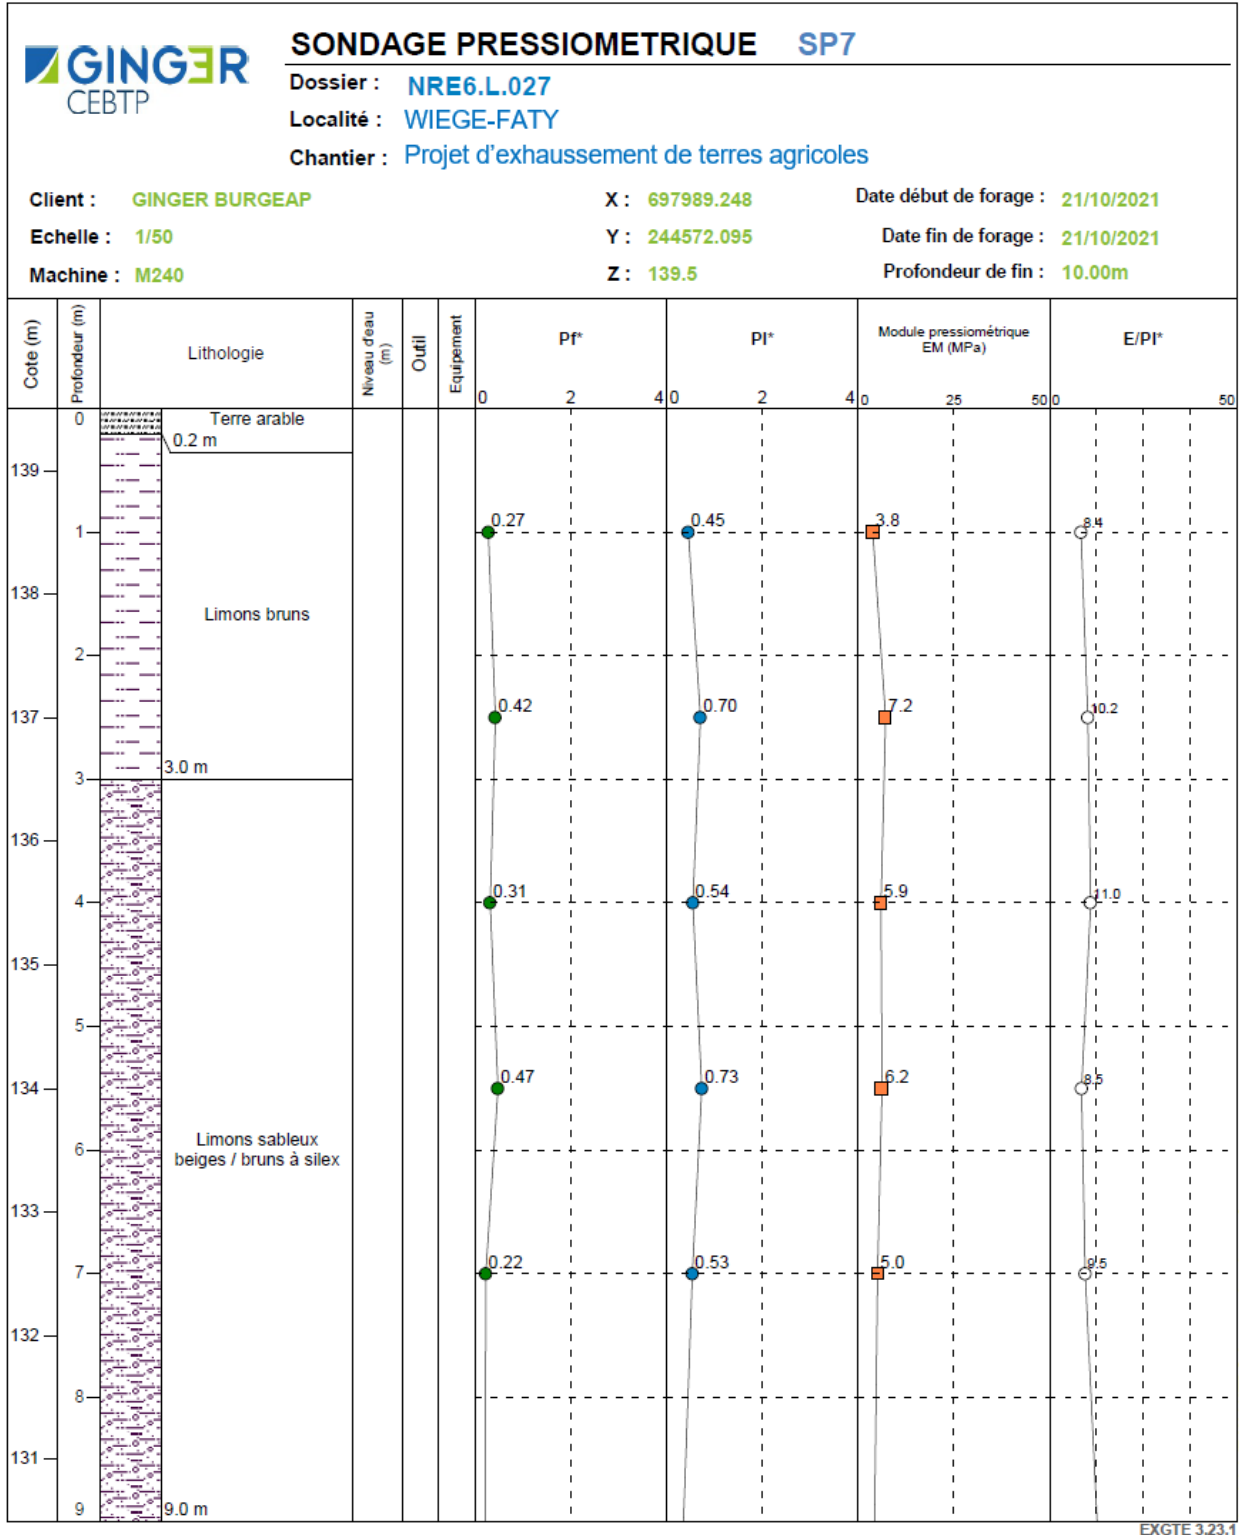 GINGER
CEBTP
SONDAGE PRESSIOMETRIQUE SP7
Dossier : NRE6.L.027
Localité : WIEGE-FATY
Chantier : Projet d'exhaussement de terres agricoles
Client : GINGER BURGEAP X : 697989.248 Date début de forage : 21/10/2021
Echelle : 1/50 Y : 244572.095 Date fin de forage : 21/10/2021
Machine : M240 Z : 139.5 Profondeur de fin : 10.00m
Cote (m)
Profondeur (m)
Lithologie
Niveau d'eau (m)
Outil
Equipement
Pf*
Pl*
Module pressiométrique
EM (MPa)
E/Pl*
0 2 4 0 2 4 0 25 50 0 50
0 Terre arable
0.2 m
139
1 0.27 0.45 3.8 8.4
138
Limons bruns
2
137 0.42 0.70 7.2 10.2
3.0 m
3
136
4 0.31 0.54 5.9 11.0
135
5
134 0.47 0.73 6.2 8.5
Limons sableux
6
beiges / bruns à silex
133
7 0.22 0.53 5.0 9.5
132
8
131
9 9.0 m
EXGTE 3.23.1